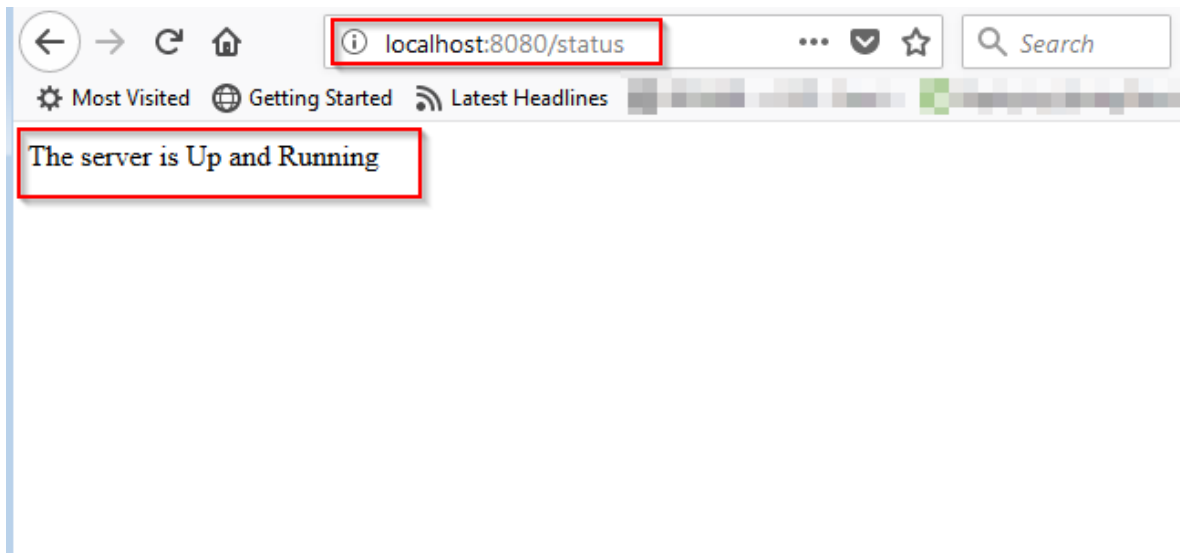 localhost:8080/status
Search
Most Visited Getting Started Latest Headlines
The server is Up and Running